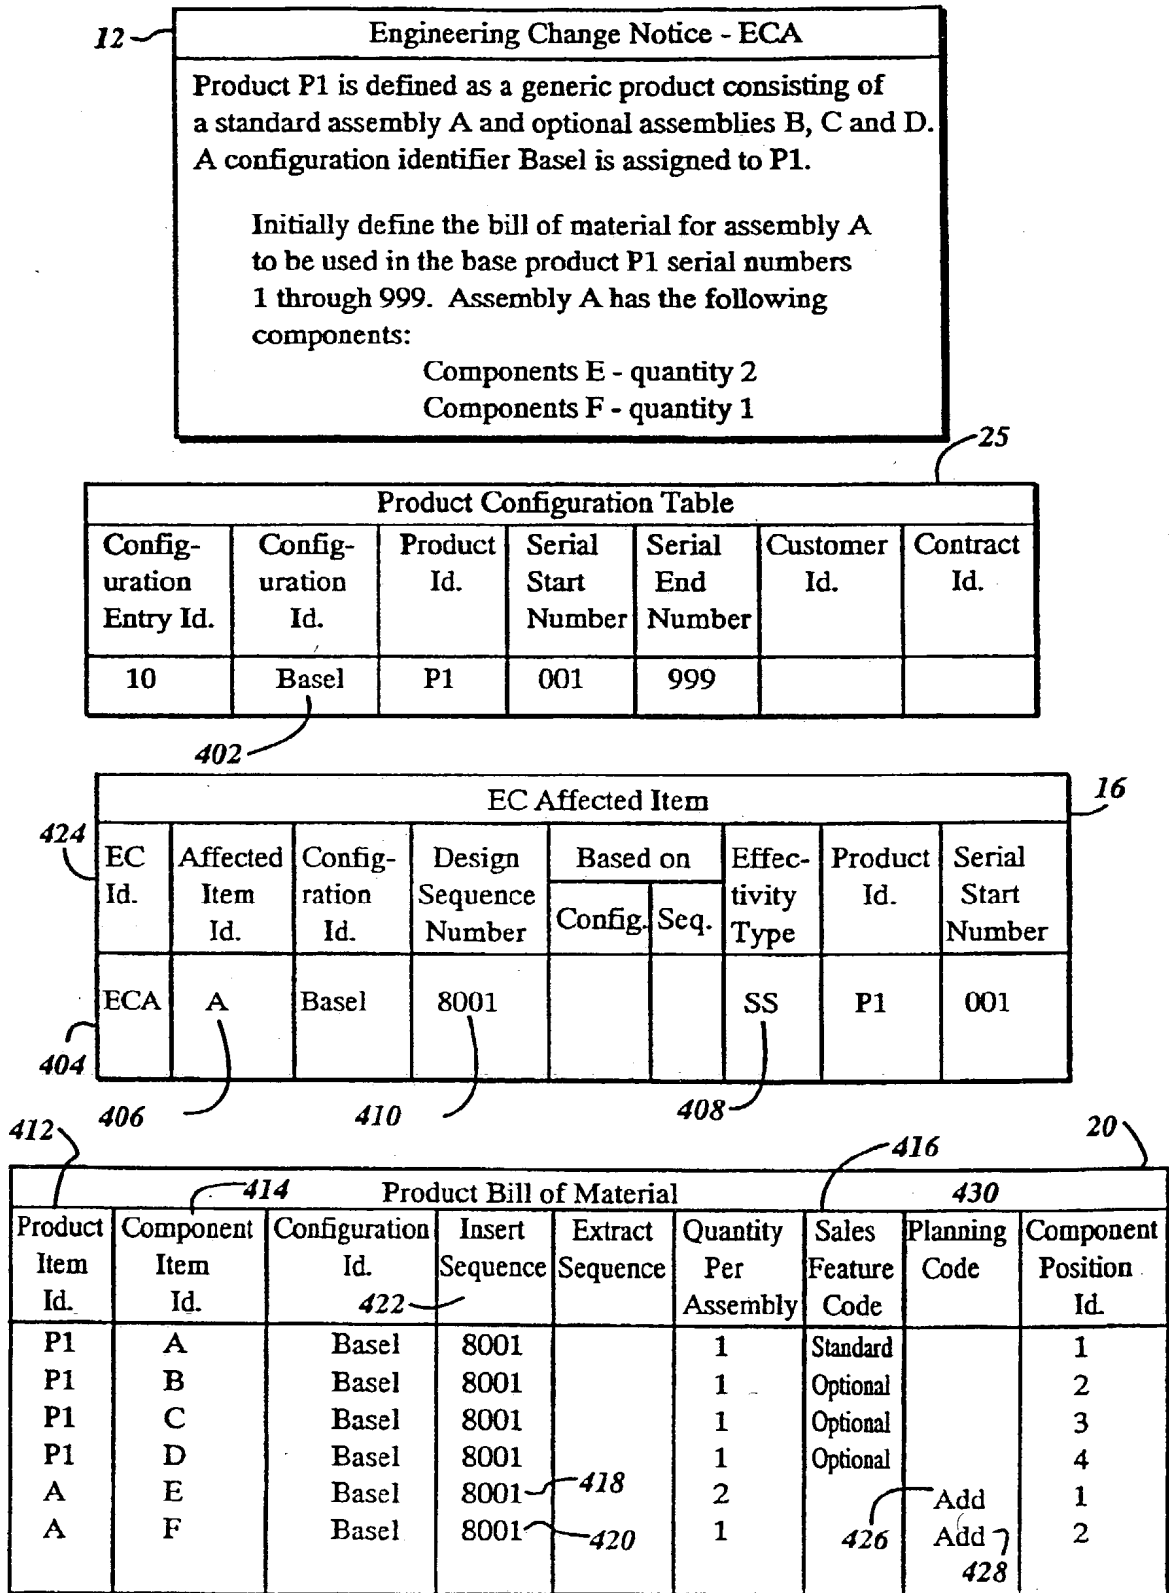 12
Engineering Change Notice - ECA
Product P1 is defined as a generic product consisting of
a standard assembly A and optional assemblies B, C and D.
A configuration identifier Basel is assigned to P1.
Initially define the bill of material for assembly A
to be used in the base product P1 serial numbers
1 through 999. Assembly A has the following
components:
Components E - quantity 2
Components F - quantity 1
25
Product Configuration Table
Config- Config- Product Serial Serial Customer Contract
uration uration Id. Start End Id. Id.
Entry Id. Id. Number Number
10 Basel P1 001 999
402
EC Affected Item
16
424
EC Affected Config- Design Based on Effec- Product Serial
Id. Item ration Sequence Config. Seq. tivity Id. Start
Id. Id. Number Type Number
ECA A Basel 8001 SS P1 001
404
406 410 408
412 416 20
414 Product Bill of Material 430
Product Component Configuration Insert Extract Quantity Sales Planning Component
Item Item Id. Sequence Sequence Per Feature Code Position
Id. Id. 422 Assembly Code Id.
P1 A Basel 8001 1 Standard 1
P1 B Basel 8001 1 Optional 2
P1 C Basel 8001 1 Optional 3
P1 D Basel 8001 1 Optional 4
A E Basel 8001 418 2 Add 1
A F Basel 8001 420 1 426 Add 2
428